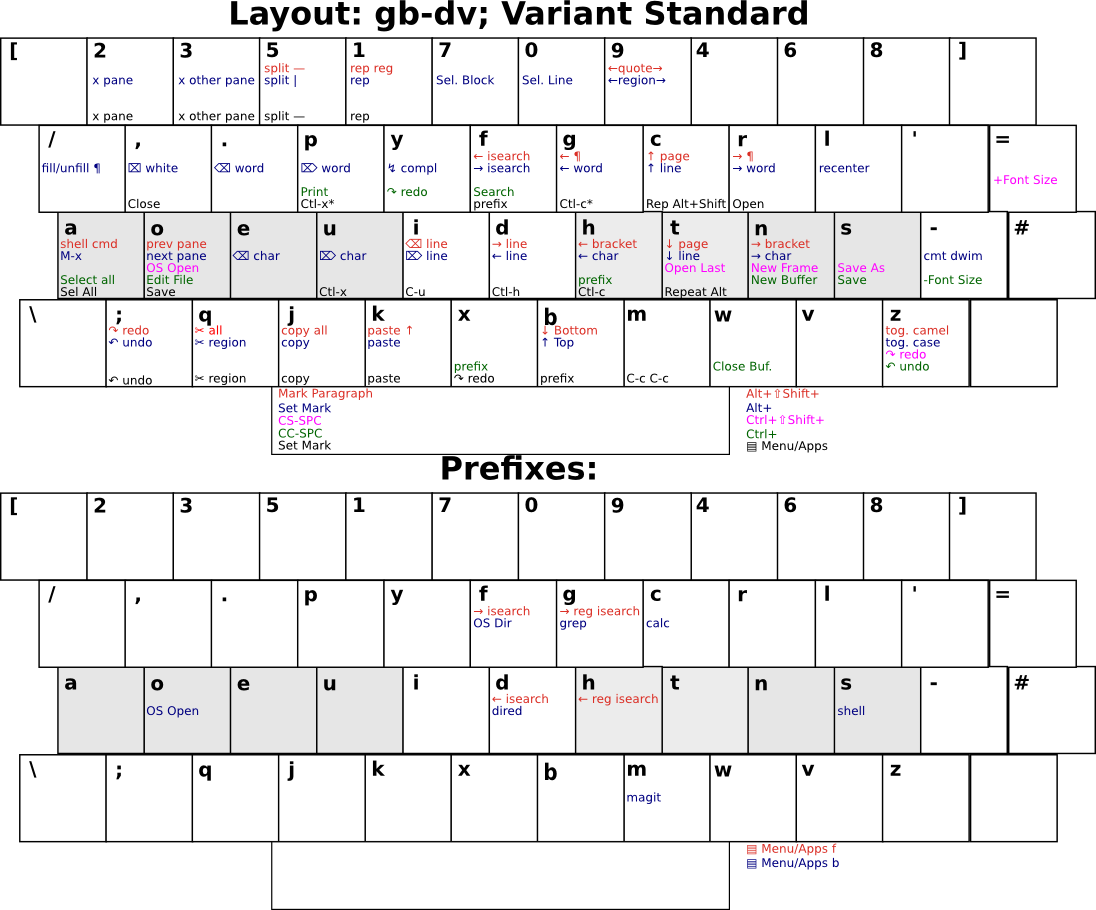 Layout: gb-dv; Variant Standard
[ 2 3 5 1 7 0 9 4 6 8 ]
split — rep reg ←quote→
x pane x other pane split | rep Sel. Block Sel. Line ←region→
x pane x other pane split — rep
/ , . p y f g c r l ' =
← isearch ← ¶ ↑ page → ¶
fill/unfill ¶ ⌧ white ⌫ word ⌦ word ↯ compl → isearch ← word ↑ line → word recenter
+Font Size
Print ↷ redo Search
Close Ctl-x* prefix Ctl-c* Rep Alt+Shift Open
a o e u i d h t n s - #
shell cmd prev pane ⌫ line → line ← bracket ↓ page → bracket
M-x next pane ⌫ char ⌦ char ⌦ line ← line ← char ↓ line → char cmt dwim
OS Open Open Last New Frame Save As
Select all Edit File prefix New Buffer Save -Font Size
Sel All Save Ctl-x C-u Ctl-h Ctl-c Repeat Alt
\ ; q j k x b m w v z
↷ redo ✂ all copy all paste ↑ ↓ Bottom tog. camel
↶ undo ✂ region copy paste ↑ Top tog. case
↷ redo
prefix Close Buf. ↶ undo
↶ undo ✂ region copy paste ↷ redo prefix C-c C-c
Mark Paragraph Alt+⇧Shift+
Set Mark Alt+
CS-SPC Ctrl+⇧Shift+
CC-SPC Ctrl+
Set Mark ▤ Menu/Apps
Prefixes:
[ 2 3 5 1 7 0 9 4 6 8 ]
/ , . p y f g c r l ' =
→ isearch → reg isearch
OS Dir grep calc
a o e u i d h t n s - #
← isearch ← reg isearch
OS Open dired shell
\ ; q j k x b m w v z
magit
▤ Menu/Apps f
▤ Menu/Apps b